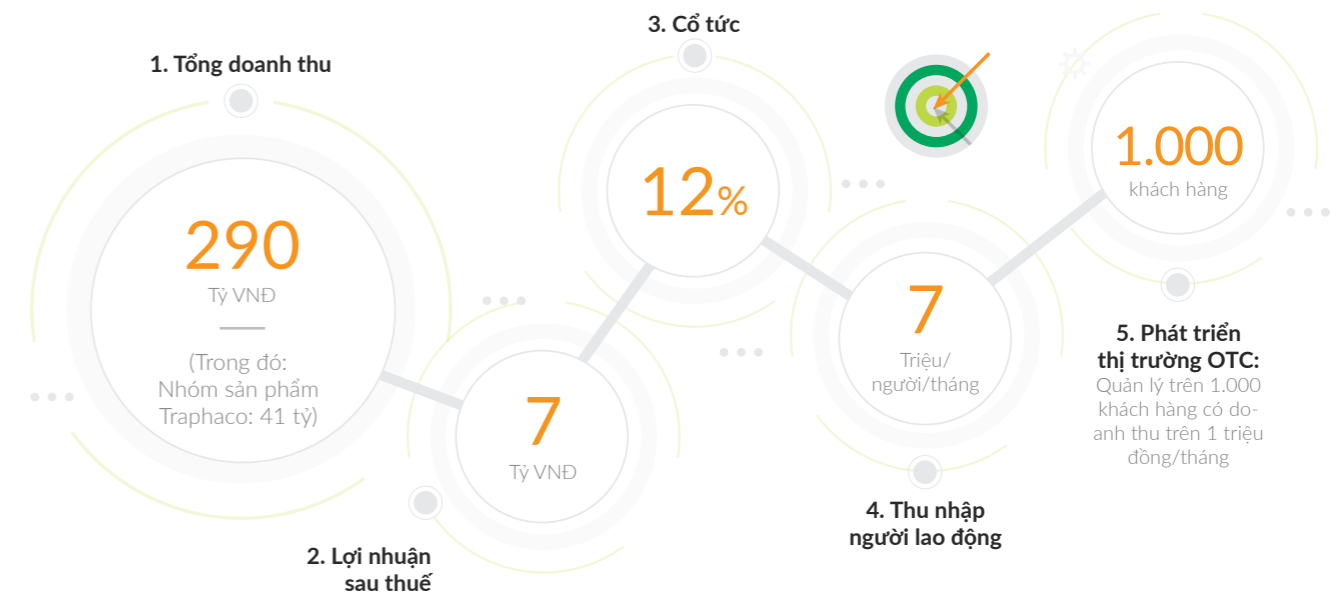 1. Tổng doanh thu
290
Tỷ VNĐ
(Trong đó:
Nhóm sản phẩm
Traphaco: 41 tỷ)
7
Tỷ VNĐ
2. Lợi nhuận
sau thuế
3. Cổ tức
12%
7
Triệu/
người/tháng
4. Thu nhập
người lao động
1.000
khách hàng
5. Phát triển
thị trường OTC:
Quản lý trên 1.000
khách hàng có do-
anh thu trên 1 triệu
đồng/tháng